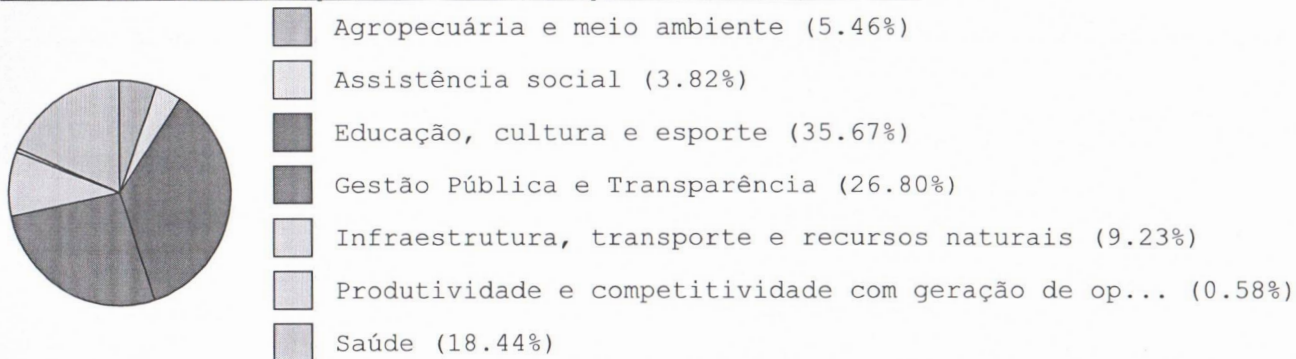 Agropecuária e meio ambiente (5.46%)
Assistência social (3.82%)
Educação, cultura e esporte (35.67%)
Gestão Pública e Transparência (26.80%)
Infraestrutura, transporte e recursos naturais (9.23%)
Produtividade e competitividade com geração de op... (0.58%)
Saúde (18.44%)